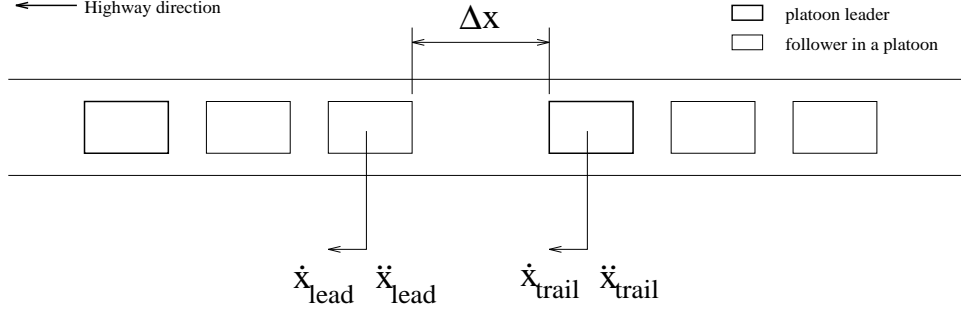 Highway direction
Δx
platoon leader
follower in a platoon
ẋlead ẍlead ẋtrail ẍtrail